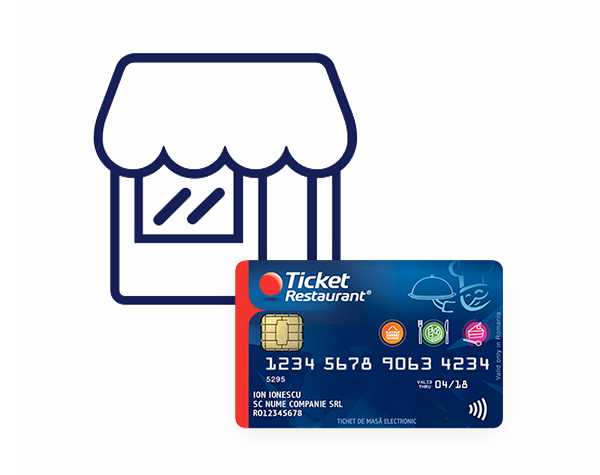 Ticket
Restaurant®
1234 5678 9063 4234
5295
VALID
THRU 04/18
ION IONESCU
SC NUME COMPANIE SRL
RO12345678
TICHET DE MASĂ ELECTRONIC
Valid only in Romania